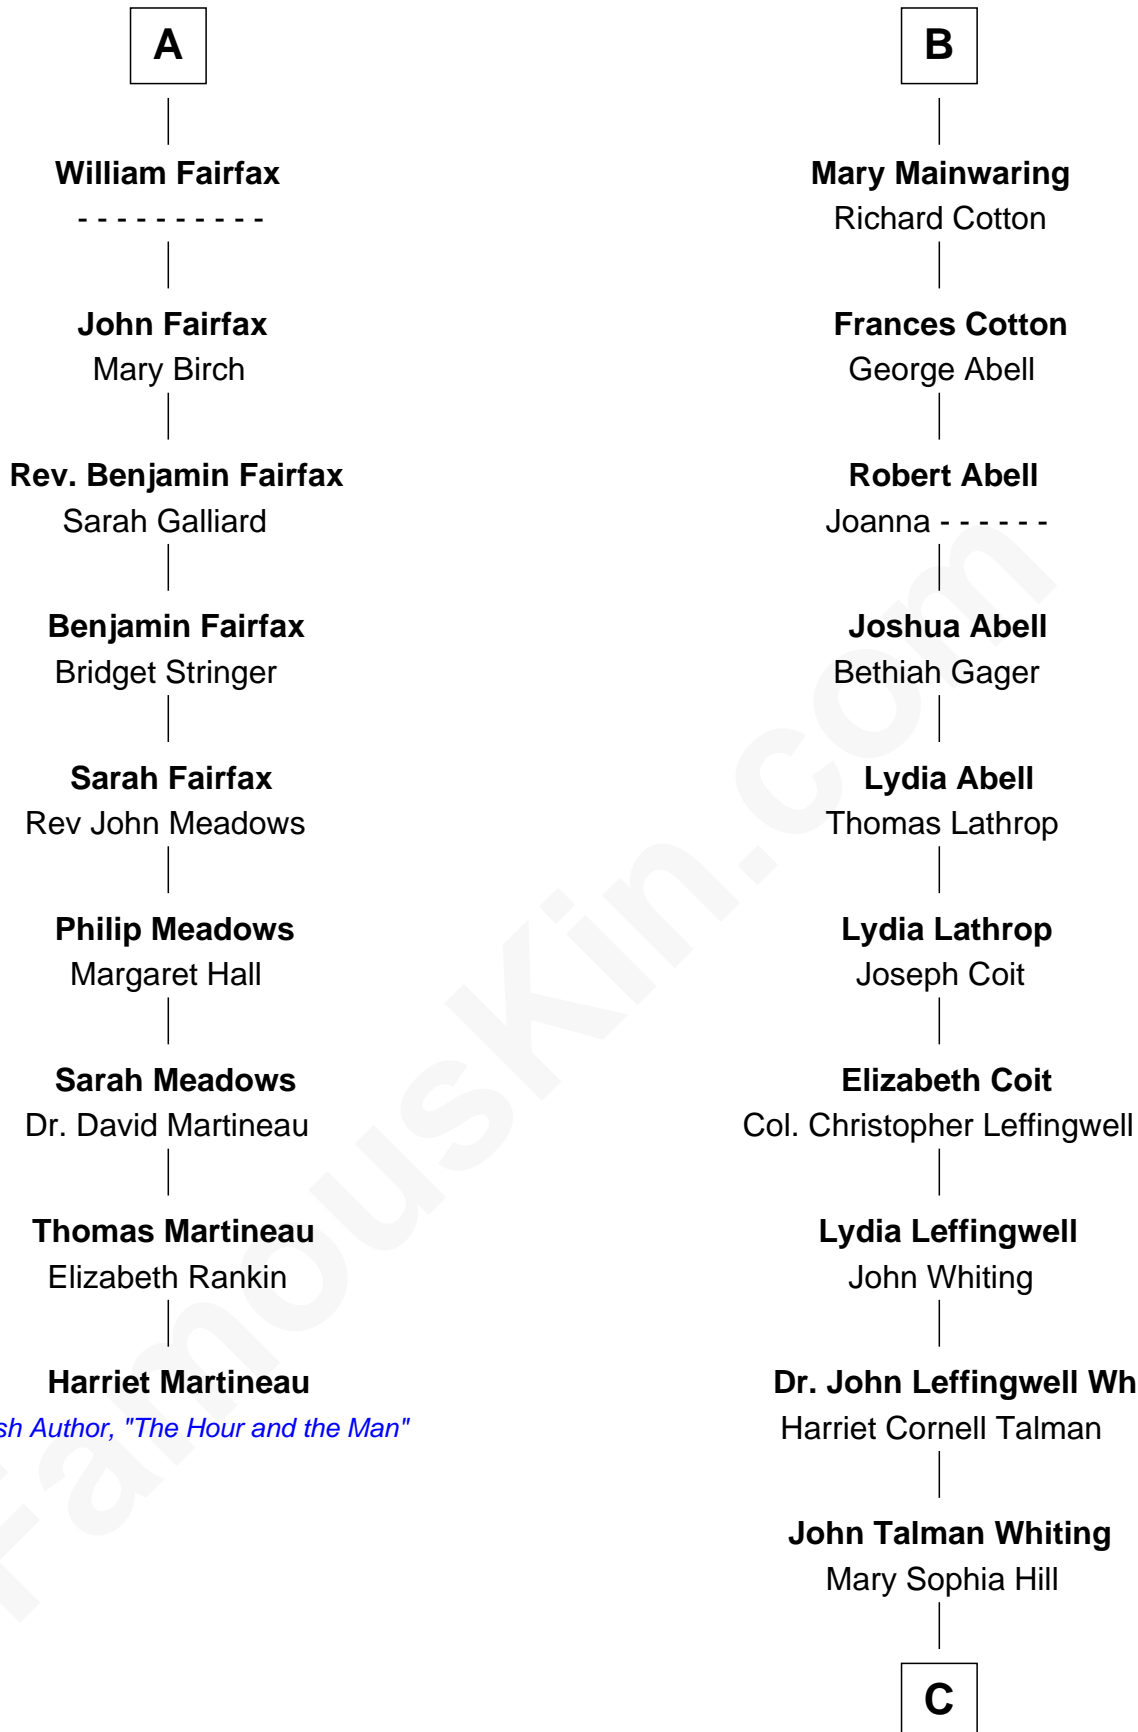 A
William Fairfax
- - - - - - - - - -
John Fairfax
Mary Birch
Rev. Benjamin Fairfax
Sarah Galliard
Benjamin Fairfax
Bridget Stringer
Sarah Fairfax
Rev John Meadows
Philip Meadows
Margaret Hall
Sarah Meadows
Dr. David Martineau
Thomas Martineau
Elizabeth Rankin
Harriet Martineau
sh Author, "The Hour and the Man"
B
Mary Mainwaring
Richard Cotton
Frances Cotton
George Abell
Robert Abell
Joanna - - - - - -
Joshua Abell
Bethiah Gager
Lydia Abell
Thomas Lathrop
Lydia Lathrop
Joseph Coit
Elizabeth Coit
Col. Christopher Leffingwell
Lydia Leffingwell
John Whiting
Dr. John Leffingwell Wh
Harriet Cornell Talman
John Talman Whiting
Mary Sophia Hill
C
FamousKin.com